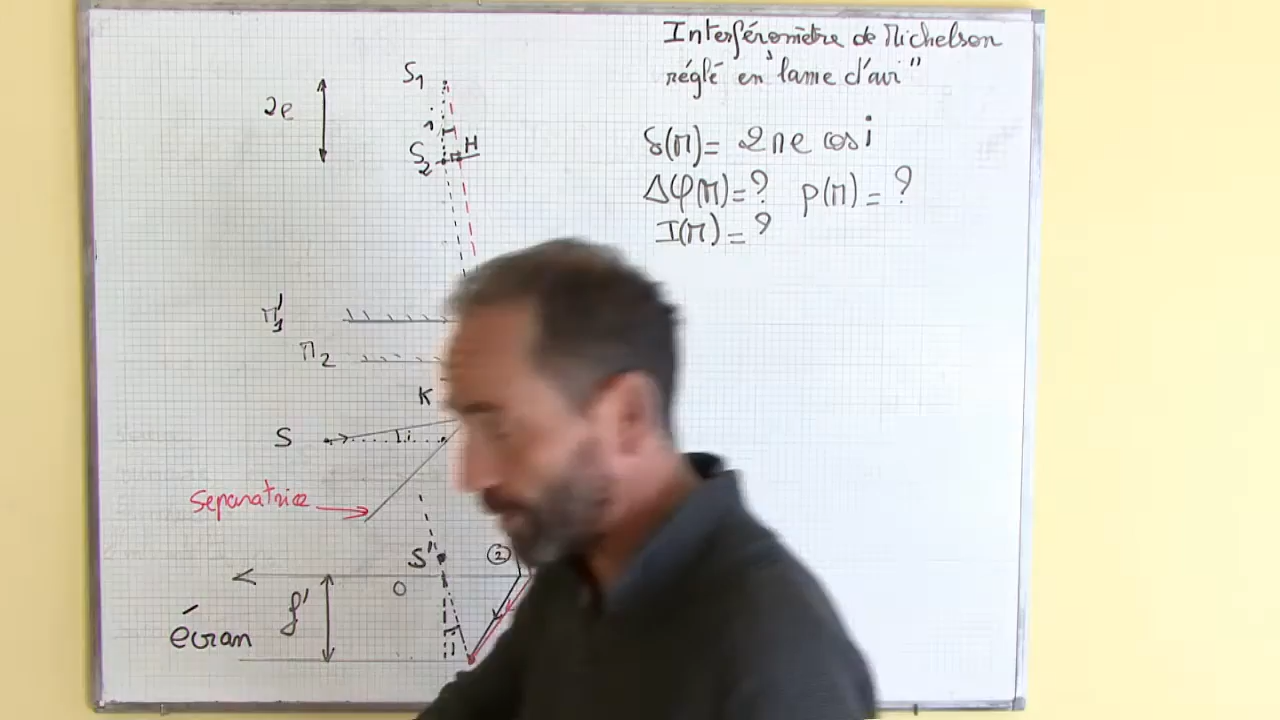 Interféromètre de Michelson
réglé en "lame d'air"
2e
S1
i
S2
H
δ(M) = 2ne cos i
Δφ(M) = ? p(M) = ?
I(M) = ?
M'1
M2
K
S
i
séparatrice
S'
②
O
f'
écran
i